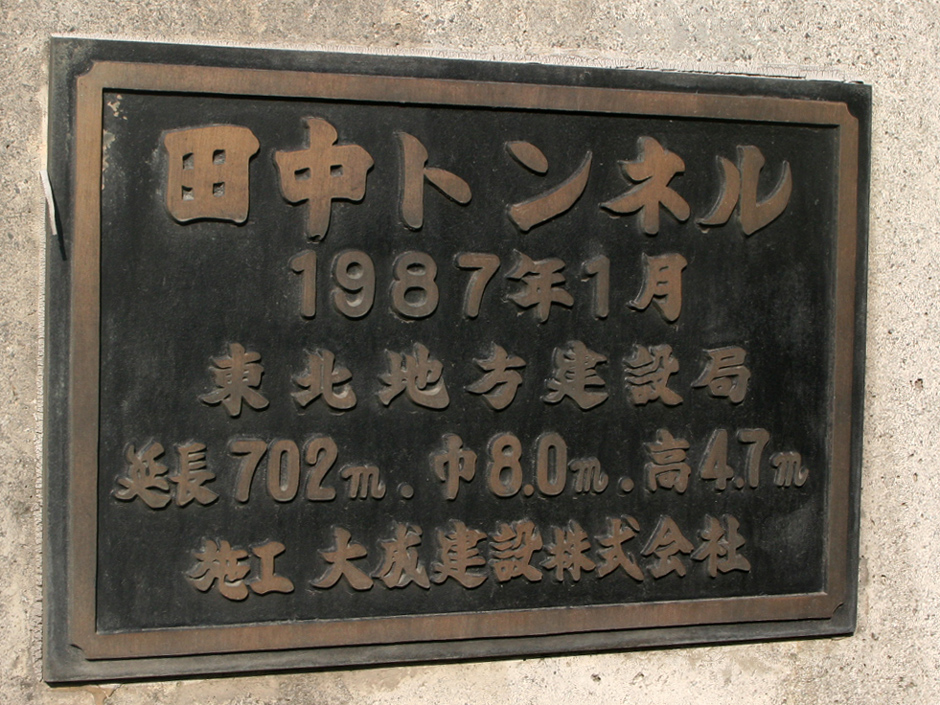 田中トンネル
1987年1月
東北地方建設局
延長702m.巾8.0m.高4.7m
施工 大成建設株式会社